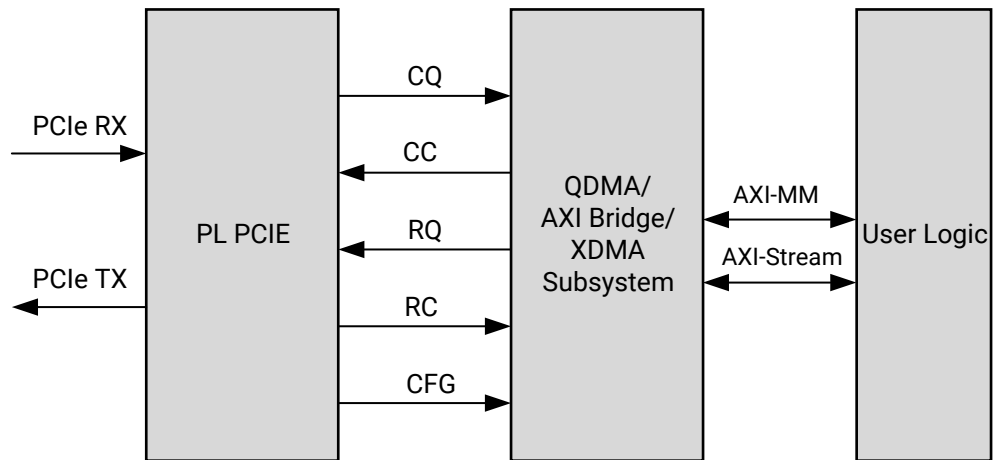 CQ
PCIe RX
CC
PL PCIE
QDMA/
AXI Bridge/
XDMA
Subsystem
AXI-MM
User Logic
RQ
AXI-Stream
PCIe TX
RC
CFG